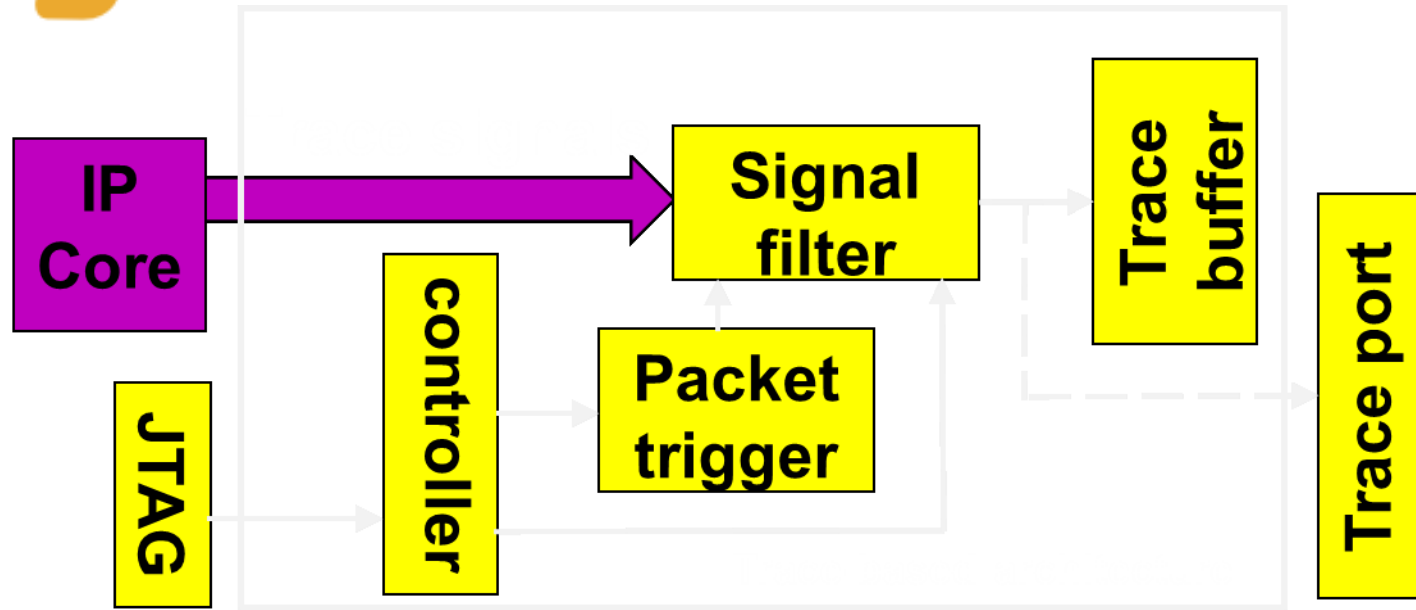 IP
Core
Signal
filter
Trace
buffer
controller
Packet
trigger
JTAG
Trace port